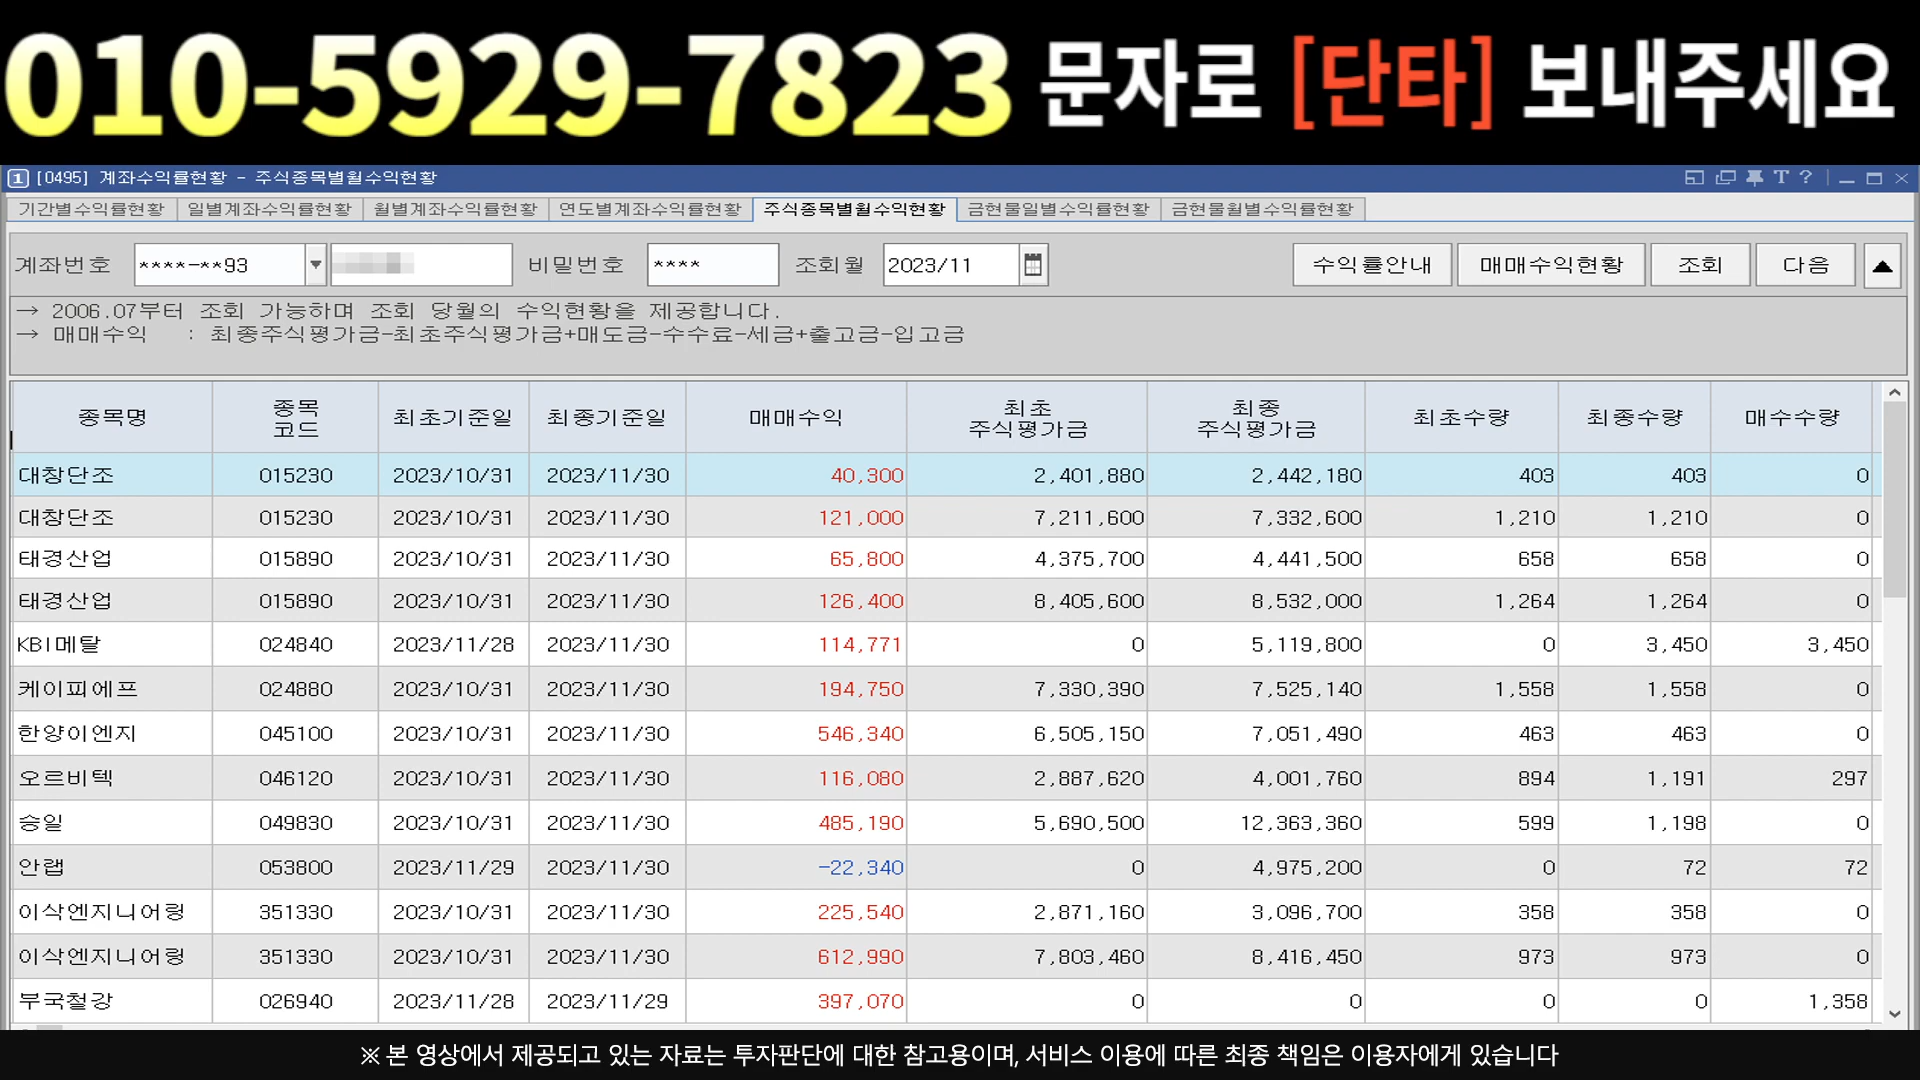 010-5929-7823 문자로 [단타] 보내주세요
1 [0495] 계좌수익률현황 - 주식종목별월수익현황 T ?
기간별수익률현황 일별계좌수익률현황 월별계좌수익률현황 연도별계좌수익률현황 주식종목별월수익현황 금현물일별수익률현황 금현물월별수익률현황
계좌번호 ****-**93 비밀번호 **** 조회월 2023/11 수익률안내 매매수익현황 조회 다음 ▲
→ 2006.07부터 조회 가능하며 조회 당월의 수익현황을 제공합니다.
→ 매매수익 : 최종주식평가금-최초주식평가금+매도금-수수료-세금+출고금-입고금
종목명 종목 코드 최초기준일 최종기준일 매매수익 최초 주식평가금 최종 주식평가금 최초수량 최종수량 매수수량
대창단조 015230 2023/10/31 2023/11/30 40,300 2,401,880 2,442,180 403 403 0
대창단조 015230 2023/10/31 2023/11/30 121,000 7,211,600 7,332,600 1,210 1,210 0
태경산업 015890 2023/10/31 2023/11/30 65,800 4,375,700 4,441,500 658 658 0
태경산업 015890 2023/10/31 2023/11/30 126,400 8,405,600 8,532,000 1,264 1,264 0
KBI메탈 024840 2023/11/28 2023/11/30 114,771 0 5,119,800 0 3,450 3,450
케이피에프 024880 2023/10/31 2023/11/30 194,750 7,330,390 7,525,140 1,558 1,558 0
한양이엔지 045100 2023/10/31 2023/11/30 546,340 6,505,150 7,051,490 463 463 0
오르비텍 046120 2023/10/31 2023/11/30 116,080 2,887,620 4,001,760 894 1,191 297
승일 049830 2023/10/31 2023/11/30 485,190 5,690,500 12,363,360 599 1,198 0
안랩 053800 2023/11/29 2023/11/30 -22,340 0 4,975,200 0 72 72
이삭엔지니어링 351330 2023/10/31 2023/11/30 225,540 2,871,160 3,096,700 358 358 0
이삭엔지니어링 351330 2023/10/31 2023/11/30 612,990 7,803,460 8,416,450 973 973 0
부국철강 026940 2023/11/28 2023/11/29 397,070 0 0 0 0 1,358
※ 본 영상에서 제공되고 있는 자료는 투자판단에 대한 참고용이며, 서비스 이용에 따른 최종 책임은 이용자에게 있습니다